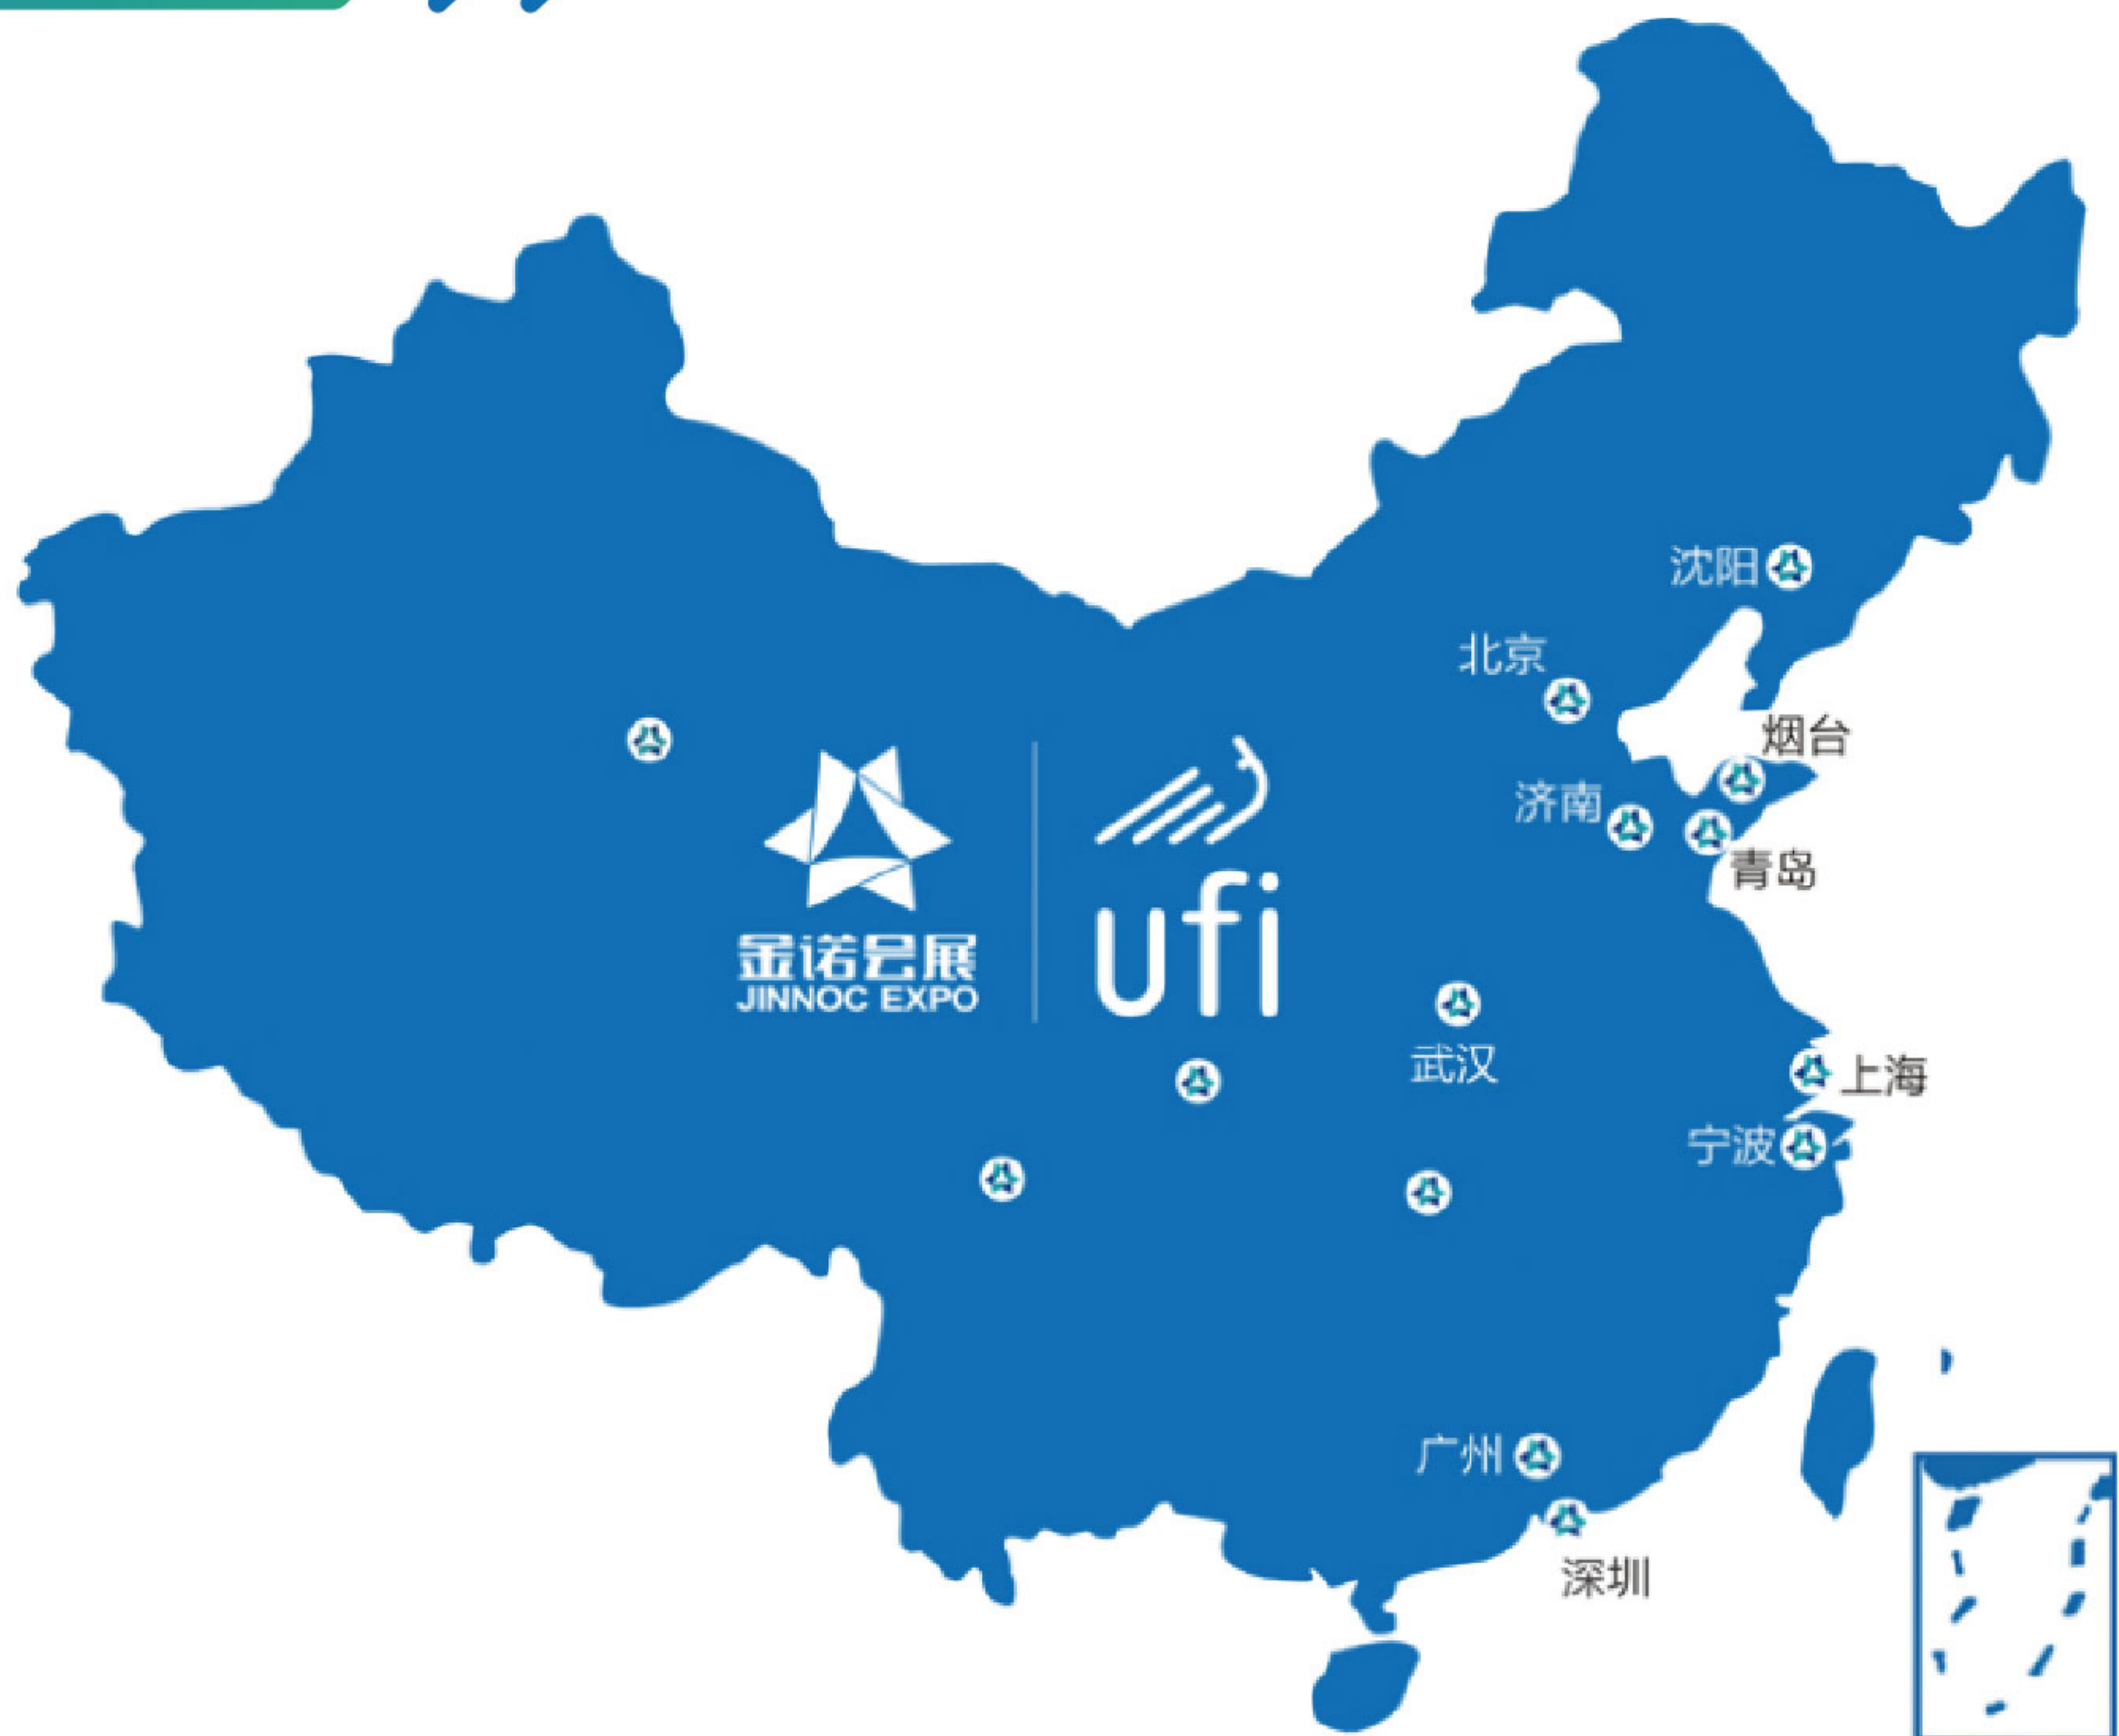 沈阳
北京
烟台
济南
青岛
金诺会展
JINNOC EXPO
ufi
武汉
上海
宁波
广州
深圳